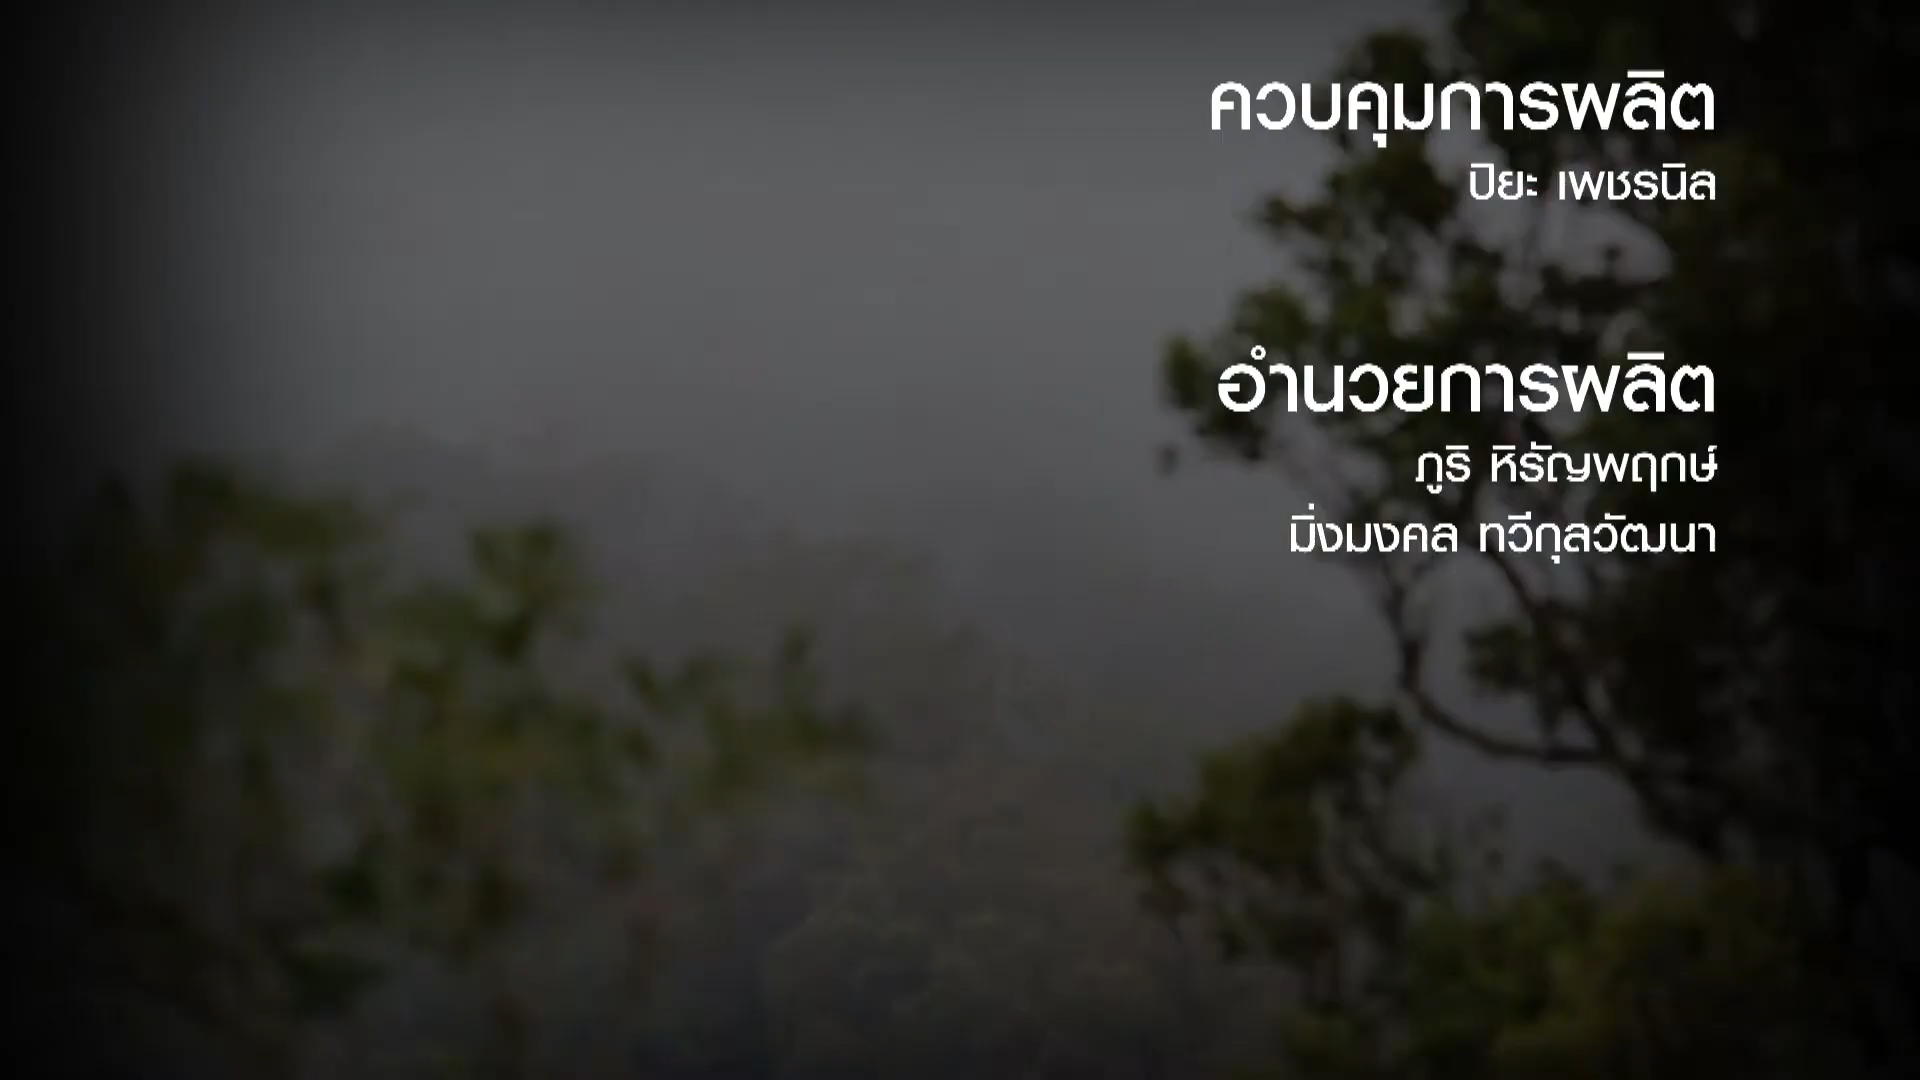 ควบคุมการผลิต
ปิยะ เพชรนิล
อำนวยการผลิต
ภูริ หิรัญพฤกษ์
มิ่งมงคล ทวีกุลวัฒนา